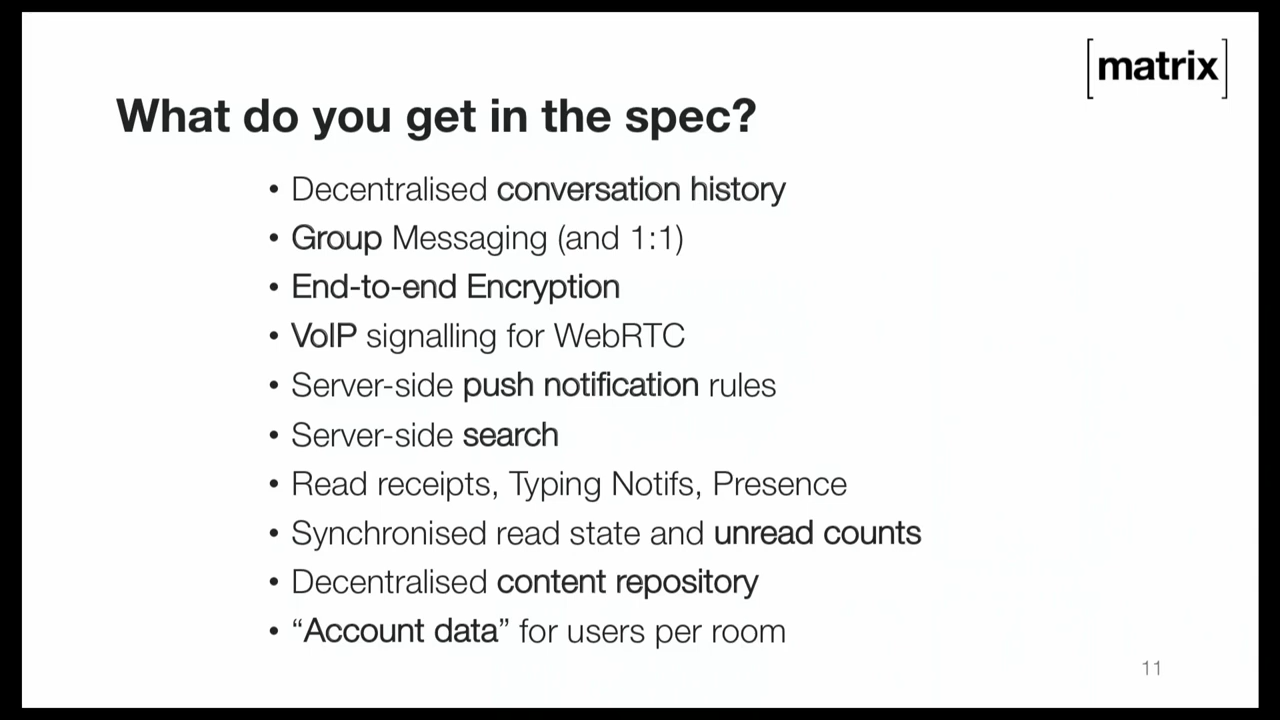 [matrix]
What do you get in the spec?
• Decentralised conversation history
• Group Messaging (and 1:1)
• End-to-end Encryption
• VoIP signalling for WebRTC
• Server-side push notification rules
• Server-side search
• Read receipts, Typing Notifs, Presence
• Synchronised read state and unread counts
• Decentralised content repository
• “Account data” for users per room
11